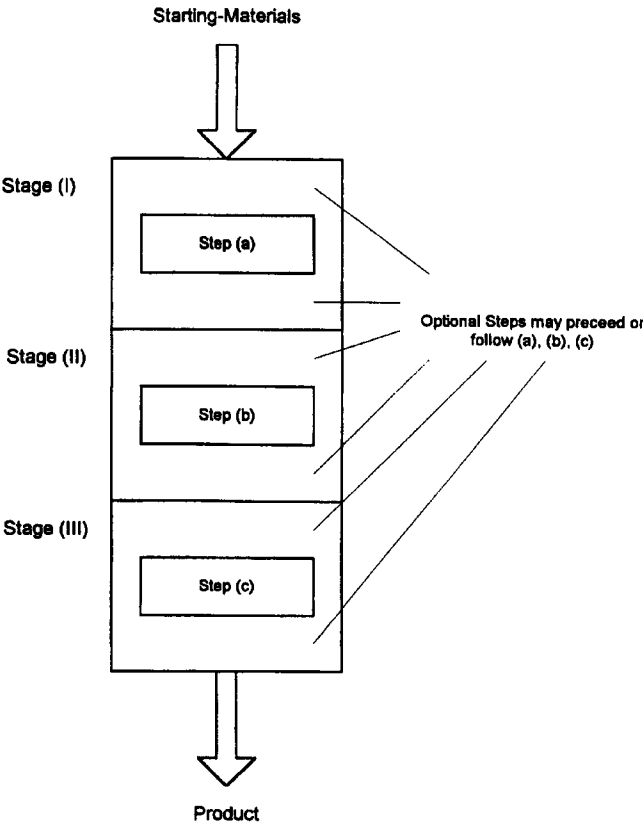 Starting-Materials
Stage (I)
Step (a)
Optional Steps may preceed or
follow (a), (b), (c)
Stage (II)
Step (b)
Stage (III)
Step (c)
Product